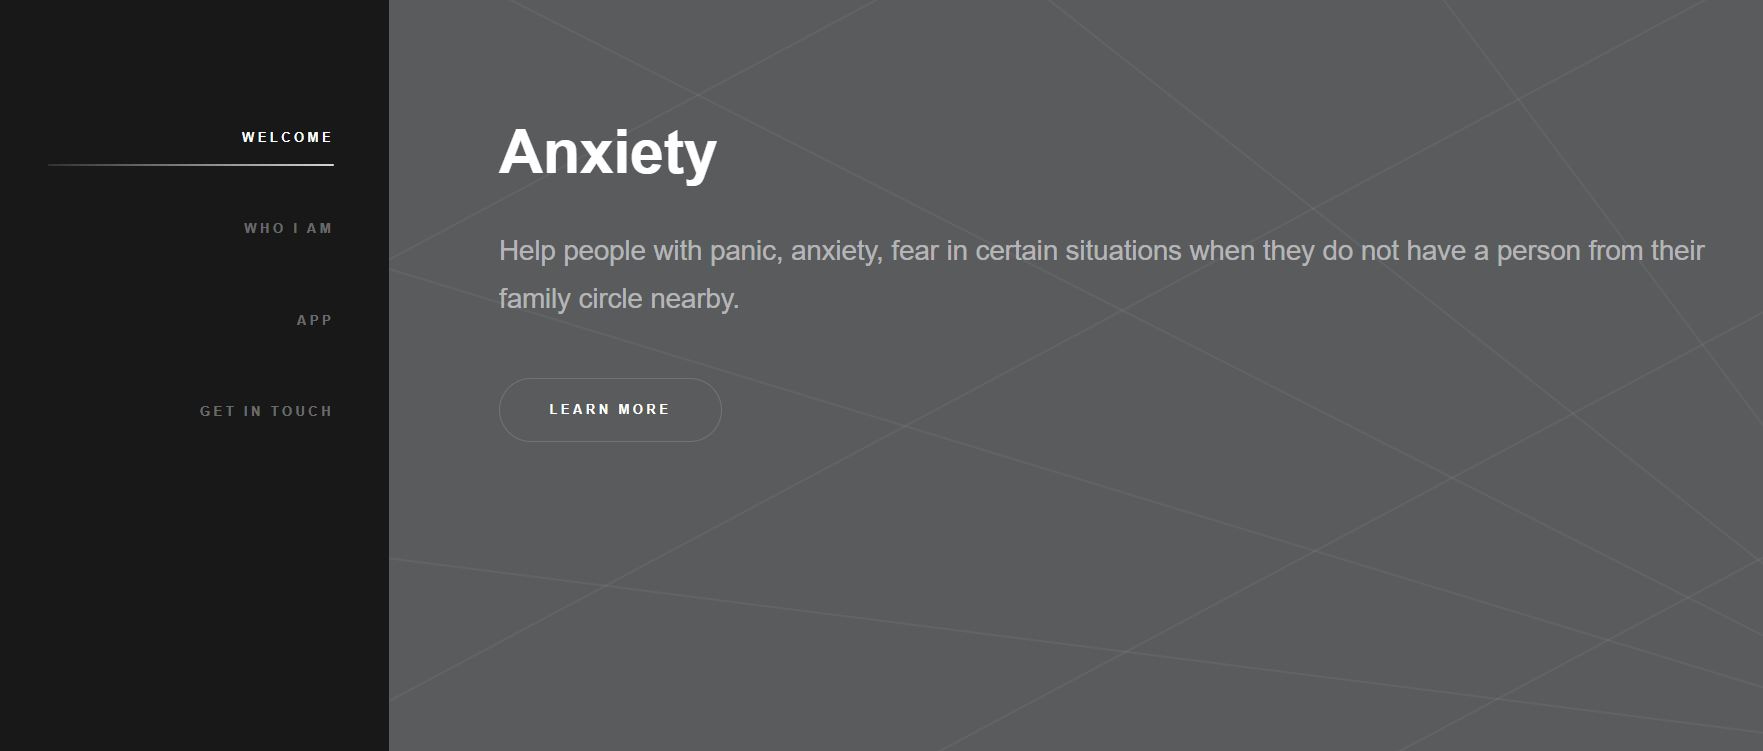 WELCOME
WHO I AM
APP
GET IN TOUCH
Anxiety
Help people with panic, anxiety, fear in certain situations when they do not have a person from their
family circle nearby.
LEARN MORE